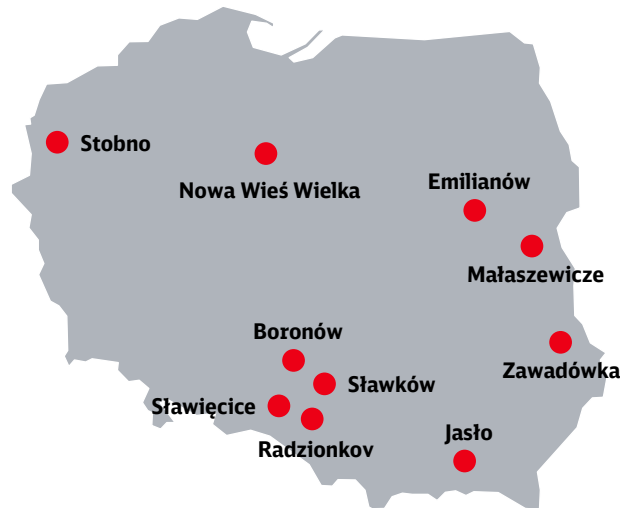 Stobno
Nowa Wieś Wielka
Emilianów
Małaszewicze
Boronów
Zawadówka
Sławków
Sławięcice
Radzionkov
Jasło